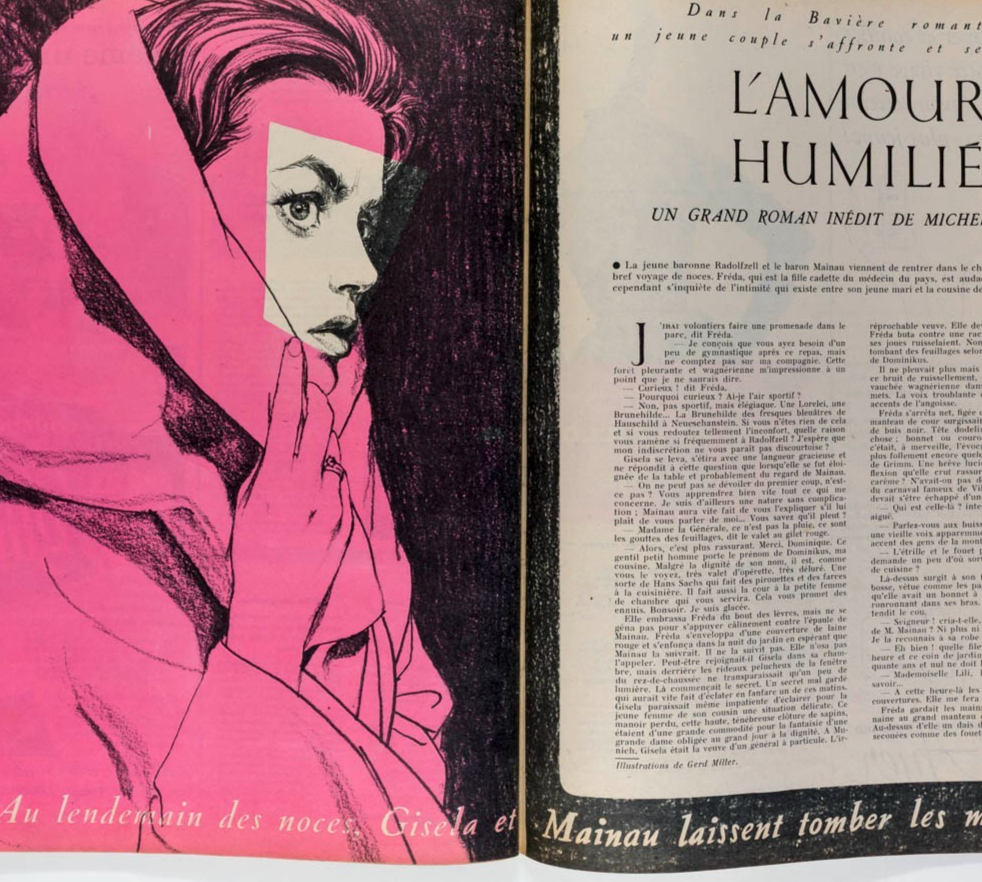 Dans la Bavière romant
un jeune couple s'affronte et se
L'AMOUR
HUMILIÉ
UN GRAND ROMAN INÉDIT DE MICHE
● La jeune baronne Radolfzell et le baron Mainau viennent de rentrer dans le ch
bref voyage de noces. Fréda, qui est la fille cadette du médecin du pays, est auda
cependant s'inquiète de l'intimité qui existe entre son jeune mari et la cousine de
J'IRAI volontiers faire une promenade dans le
parc, dit Fréda.
— Je conçois que vous ayez besoin d'un
peu de gymnastique après ce repas, mais
ne comptez pas sur ma compagnie. Cette
forêt pleurante et wagnérienne m'impressionne à un
point que je ne saurais dire.
— Curieux ! dit Fréda.
— Pourquoi curieux ? Ai-je l'air sportif ?
— Non, pas sportif, mais élégiaque. Une Lorelei, une
Brunehilde... La Brunehilde des fresques bleuâtres de
Hauschild à Neueschanstein. Si vous n'êtes rien de cela
et si vous redoutez tellement l'inconfort, quelle raison
vous ramène si fréquemment à Radolfzell ? J'espère que
mon indiscrétion ne vous paraît pas discourtoise !
Gisela se leva, s'étira avec une langueur gracieuse et
ne répondit à cette question que lorsqu'elle se fut éloi-
gnée de la table et probablement du regard de Mainau.
— On ne peut pas se dévoiler du premier coup, n'est-
ce pas ? Vous apprendrez bien vite tout ce qui me
concerne. Je suis d'ailleurs une nature sans complica-
tion ; Mainau aura vite fait de vous l'expliquer s'il lui
plaît de vous parler de moi... Vous savez qu'il pleut ?
— Madame la Générale, ce n'est pas la pluie, ce sont
les gouttes des feuillages, dit le valet au gilet rouge.
— Alors, c'est plus rassurant. Merci, Dominique. Ce
gentil petit homme porte le prénom de Dominikus, ma
cousine. Malgré la dignité de son nom, il est, comme
vous le voyez, très valet d'opérette, très déluré. Une
sorte de Hans Sachs qui fait des pirouettes et des farces
à la cuisinière. Il fait aussi la cour à la petite femme
de chambre qui vous servira. Cela vous promet des
ennuis. Bonsoir. Je suis glacée.
Elle embrassa Fréda du bout des lèvres, mais ne se
gêna pas pour s'appuyer câlinement contre l'épaule de
Mainau. Fréda s'enveloppa d'une couverture de laine
rouge et s'enfonça dans la nuit du jardin en espérant que
Mainau la suivrait. Il ne la suivit pas. Elle n'osa pas
l'appeler. Peut-être rejoignait-il Gisela dans sa cham-
bre, mais derrière les rideaux pelucheux de la fenêtre
du rez-de-chaussée ne transparaissait qu'un peu de
lumière. Là commençait le secret. Un secret mal gardé
qui aurait vite fait d'éclater en fanfare un de ces matins.
Gisela paraissait même impatiente d'éclairer pour la
jeune femme de son cousin une situation délicate. Ce
manoir perdu, cette haute, ténébreuse clôture de sapins,
étaient d'une grande commodité pour la fantaisie d'une
grande dame obligée au grand jour à la dignité. A Mu-
nich, Gisela était la veuve d'un général à particule. L'ir-
Illustrations de Gerd Miller.
réprochable veuve. Elle de
Fréda buta contre une rac
ses joues ruisselaient. Non
tombant des feuillages selo
de Dominikus.
Il ne pleuvait plus mais
ce bruit de ruissellement,
vauchée wagnérienne dans
mets. La voix troublante
accents de l'angoisse.
Fréda s'arrêta net, figée
manteau de cour surgissait
de buis noir. Tête dodelin
chose ; bonnet ou couro
c'était, à merveille, l'évoc
plus follement encore quelq
de Grimm. Une brève luci
flexion qu'elle crut rassur
carême ? N'avait-on pas d
du carnaval fameux de Vil
devait s'être échappé d'un
— Qui est celle-là ? inte
aiguë.
— Parlez-vous aux buiss
une vieille voix apparemme
accent des gens de la mont
— L'étrille et le fouet p
demande un peu d'où sor
de cuisine ?
Là-dessus surgit à son
bosse, vêtue comme les pa
qu'elle avait un bonnet à
ronronnant dans ses bras.
tendit le cou.
— Seigneur ! cria-t-elle,
de M. Mainau ? Ni plus ni
Je la reconnais à sa robe
— Eh bien ! quelle file
heure et ce coin de jardin
quante ans et nul ne doit
— Mademoiselle Lili,
savoir...
— A cette heure-là les
couvertures. Elle me fera
Fréda gardait les main
naine au grand manteau
Au-dessus d'elle un dais d
secouées comme des fouet
Au lendemain des noces, Gisela et Mainau laissent tomber les m